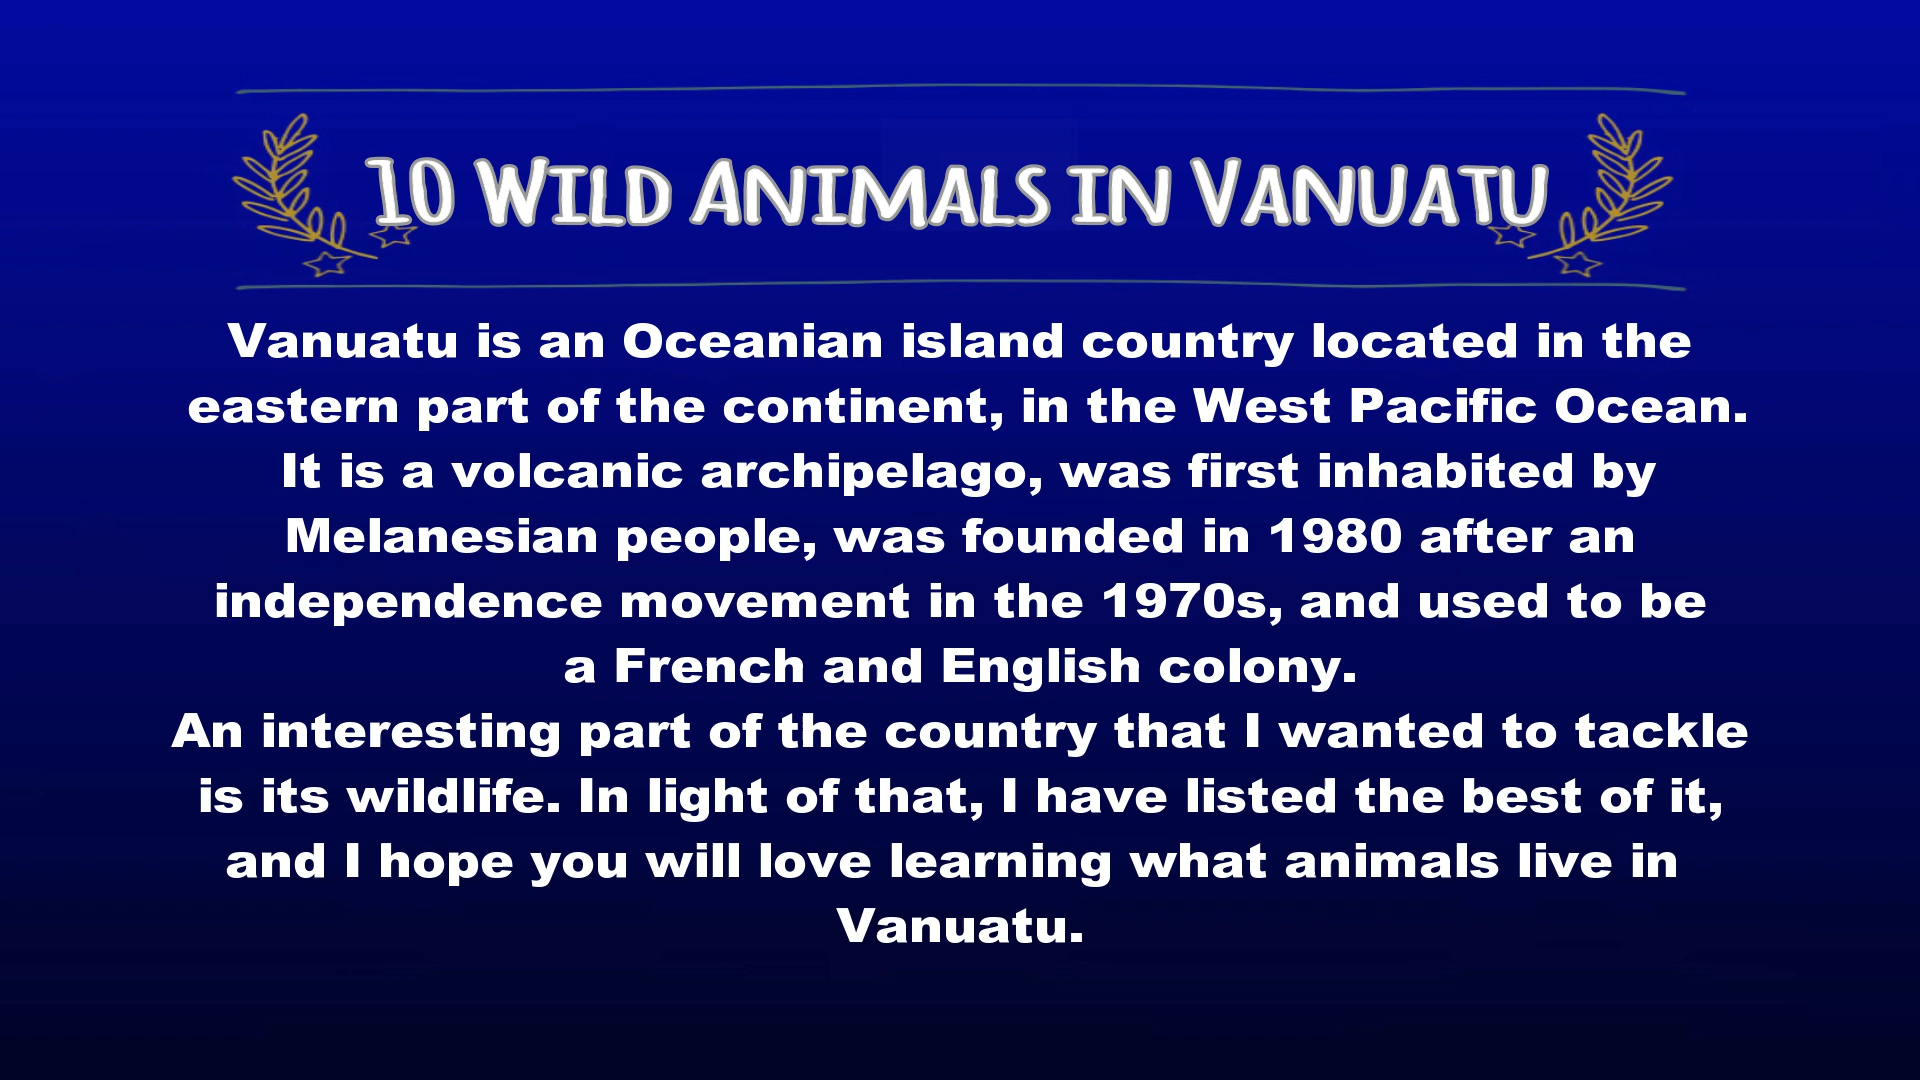 10 WILD ANIMALS IN VANUATU
Vanuatu is an Oceanian island country located in the
eastern part of the continent, in the West Pacific Ocean.
It is a volcanic archipelago, was first inhabited by
Melanesian people, was founded in 1980 after an
independence movement in the 1970s, and used to be
a French and English colony.
An interesting part of the country that I wanted to tackle
is its wildlife. In light of that, I have listed the best of it,
and I hope you will love learning what animals live in
Vanuatu.